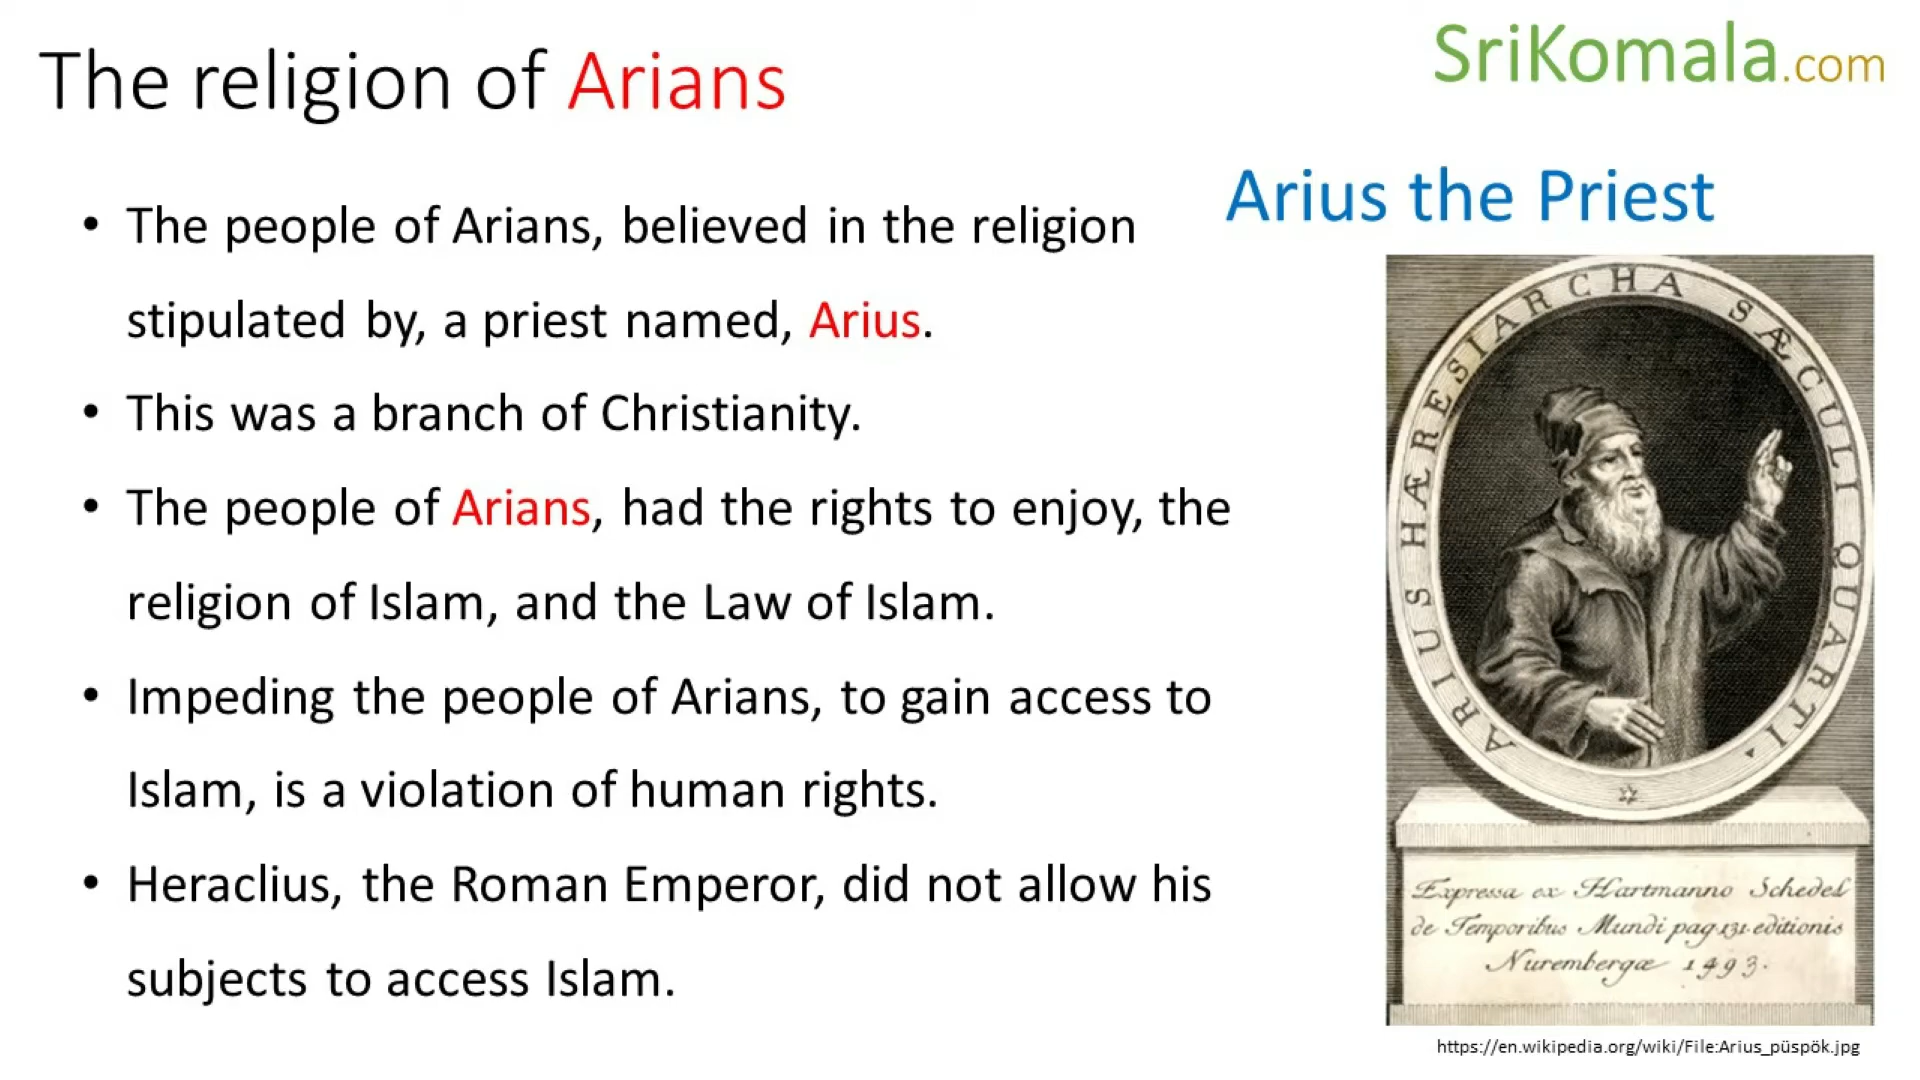 The religion of Arians
SriKomala.com
Arius the Priest
• The people of Arians, believed in the religion
stipulated by, a priest named, Arius.
• This was a branch of Christianity.
• The people of Arians, had the rights to enjoy, the
religion of Islam, and the Law of Islam.
• Impeding the people of Arians, to gain access to
Islam, is a violation of human rights.
• Heraclius, the Roman Emperor, did not allow his
subjects to access Islam.
ARIUS HÆRESIARCHA SÆCULI QUARTI.
Expressa ex Hartmanno Schedel
de Temporibus Mundi pag. 131. editionis
Nurembergæ 1493.
https://en.wikipedia.org/wiki/File:Arius_püspök.jpg